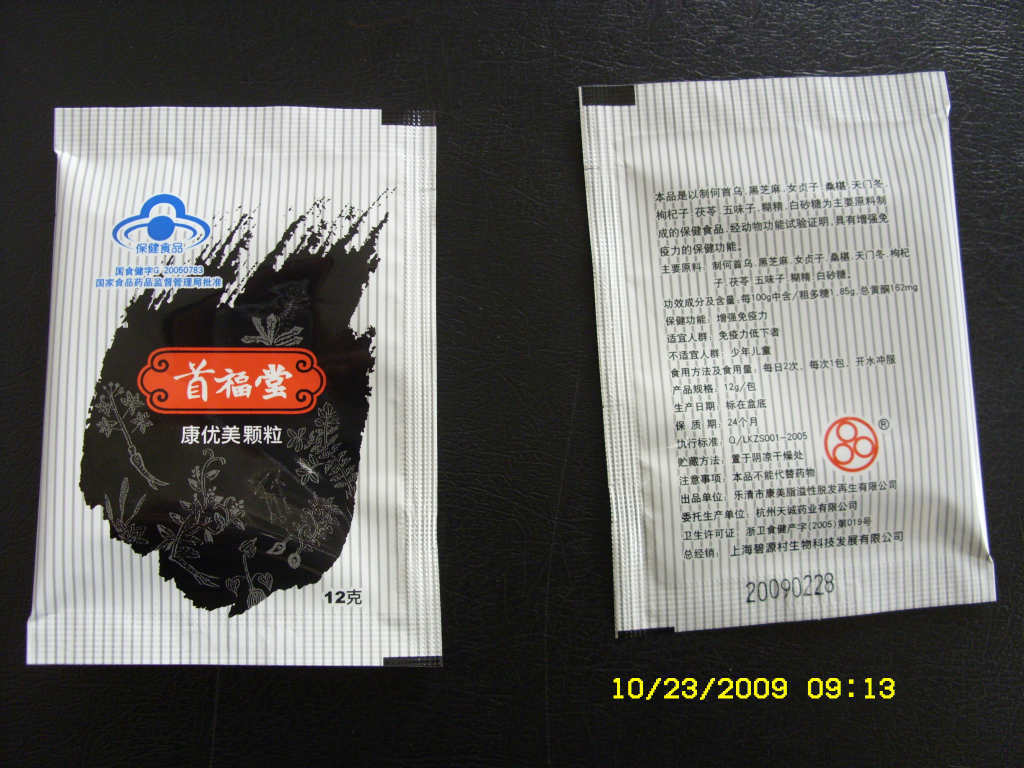 保健食品
国食健字G 20050783
国家食品药品监督管理局批准
首福堂
康优美颗粒
12克
本品是以制何首乌.黑芝麻.女贞子.桑椹.天门冬.
枸杞子.茯苓.五味子.糊精.白砂糖为主要原料制
成的保健食品,经动物功能试验证明,具有增强免
疫力的保健功能。
主要原料: 制何首乌.黑芝麻.女贞子.桑椹.天门冬.枸杞
子.茯苓.五味子.糊精.白砂糖。
功效成分及含量:每100g中含/粗多糖1.85g,总黄酮162mg
保健功能: 增强免疫力
适宜人群: 免疫力低下者
不适宜人群: 少年儿童
食用方法及食用量: 每日2次, 每次1包, 开水冲服
产品规格: 12g/包
生产日期: 标在盒底
保 质 期: 24个月
执行标准: Q/LKZS001-2005
贮藏方法: 置于阴凉干燥处
注意事项: 本品不能代替药物
出品单位: 乐清市康美脂溢性脱发再生有限公司
委托生产单位: 杭州天诚药业有限公司
卫生许可证: 浙卫食健产字(2005)第019号
总经销: 上海碧源村生物科技发展有限公司
®
20090228
10/23/2009 09:13